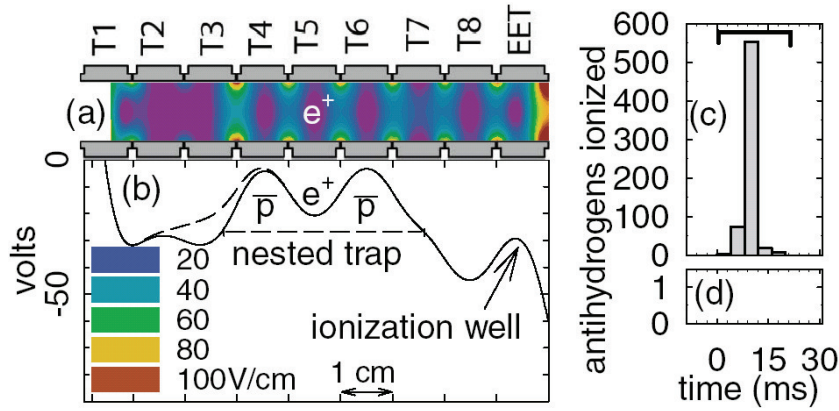 T1 T2 T3 T4 T5 T6 T7 T8 EET
(a)
e+
0
-50
volts
(b)
p̅ e+ p̅
nested trap
ionization well
20
40
60
80
100V/cm
1 cm
antihydrogens ionized
600
500
400
300
200
100
0
(c)
1
0
(d)
0 15 30
time (ms)